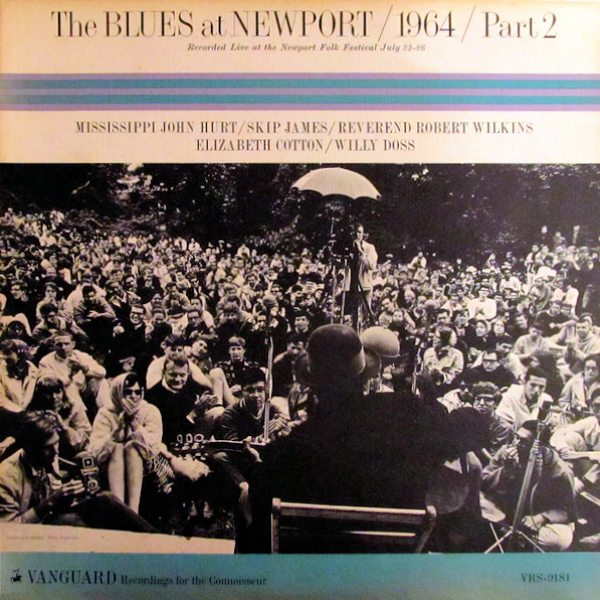 The BLUES at NEWPORT / 1964 / Part 2
Recorded Live at the Newport Folk Festival July 23-26
MISSISSIPPI JOHN HURT/SKIP JAMES/REVEREND ROBERT WILKINS
ELIZABETH COTTON/WILLY DOSS
VANGUARD Recordings for the Connoisseur
VRS-9181